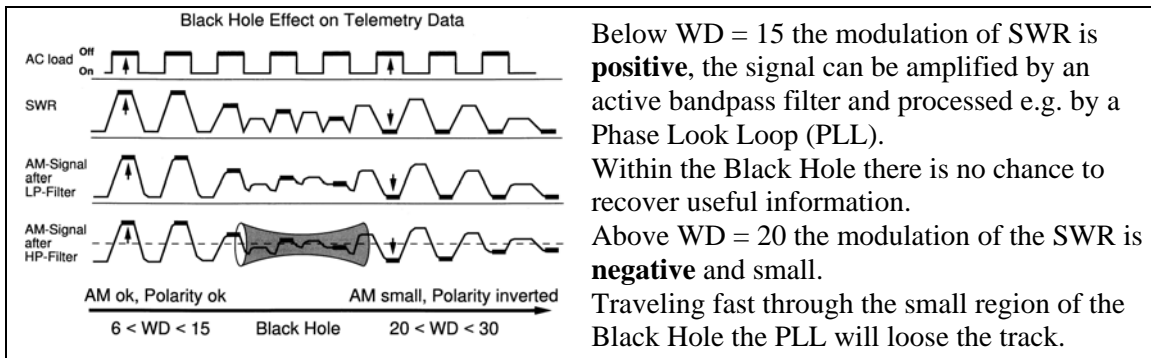 Black Hole Effect on Telemetry Data
AC load
Off
On
SWR
AM-Signal
after
LP-Filter
AM-Signal
after
HP-Filter
AM ok, Polarity ok
AM small, Polarity inverted
6 < WD < 15
Black Hole
20 < WD < 30
Below WD = 15 the modulation of SWR is
positive, the signal can be amplified by an
active bandpass filter and processed e.g. by a
Phase Look Loop (PLL).
Within the Black Hole there is no chance to
recover useful information.
Above WD = 20 the modulation of the SWR is
negative and small.
Traveling fast through the small region of the
Black Hole the PLL will loose the track.